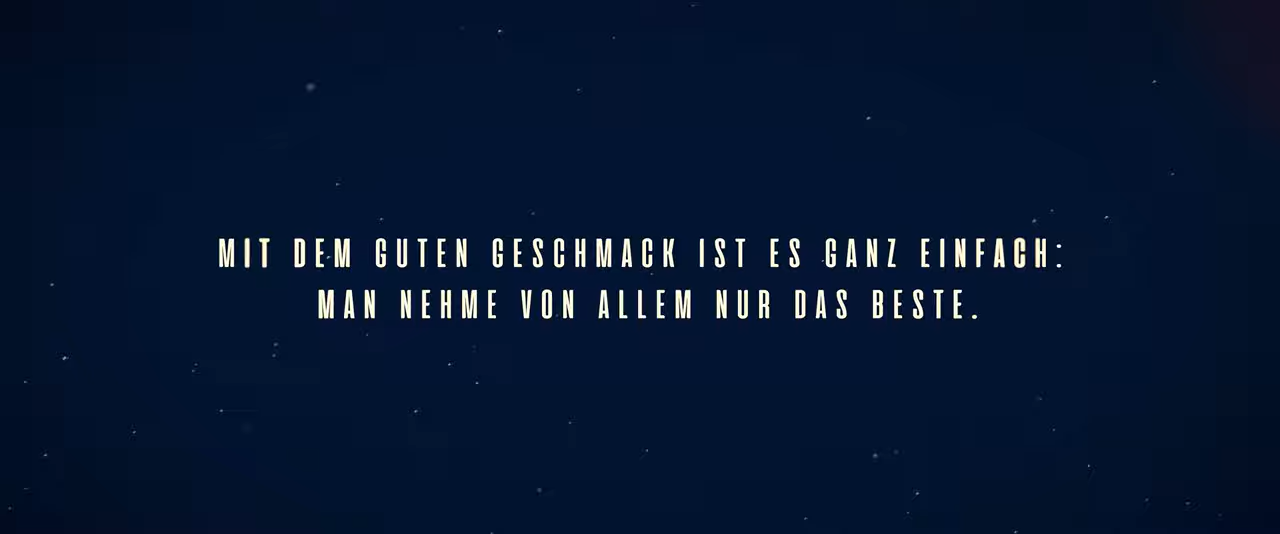 MIT DEM GUTEN GESCHMACK IST ES GANZ EINFACH:
MAN NEHME VON ALLEM NUR DAS BESTE.